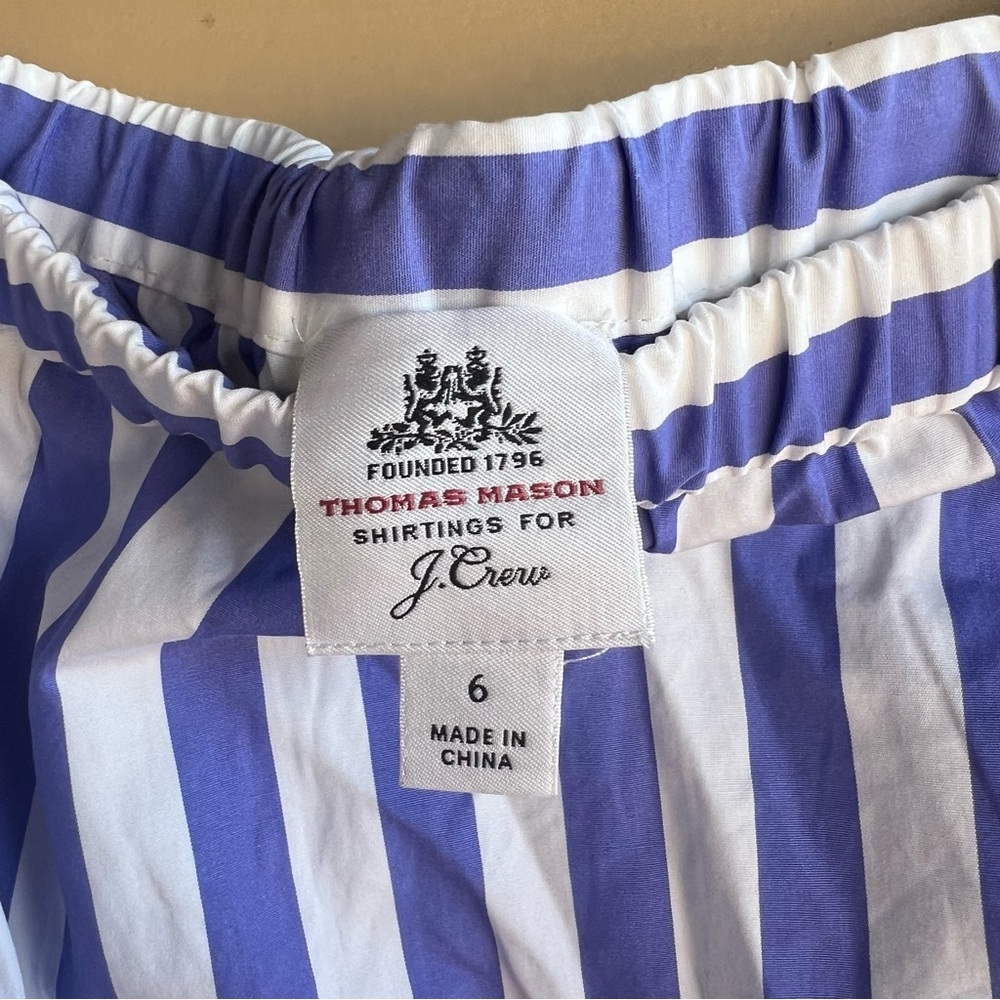 FOUNDED 1796
THOMAS MASON
SHIRTINGS FOR
J.Crew
6
MADE IN
CHINA